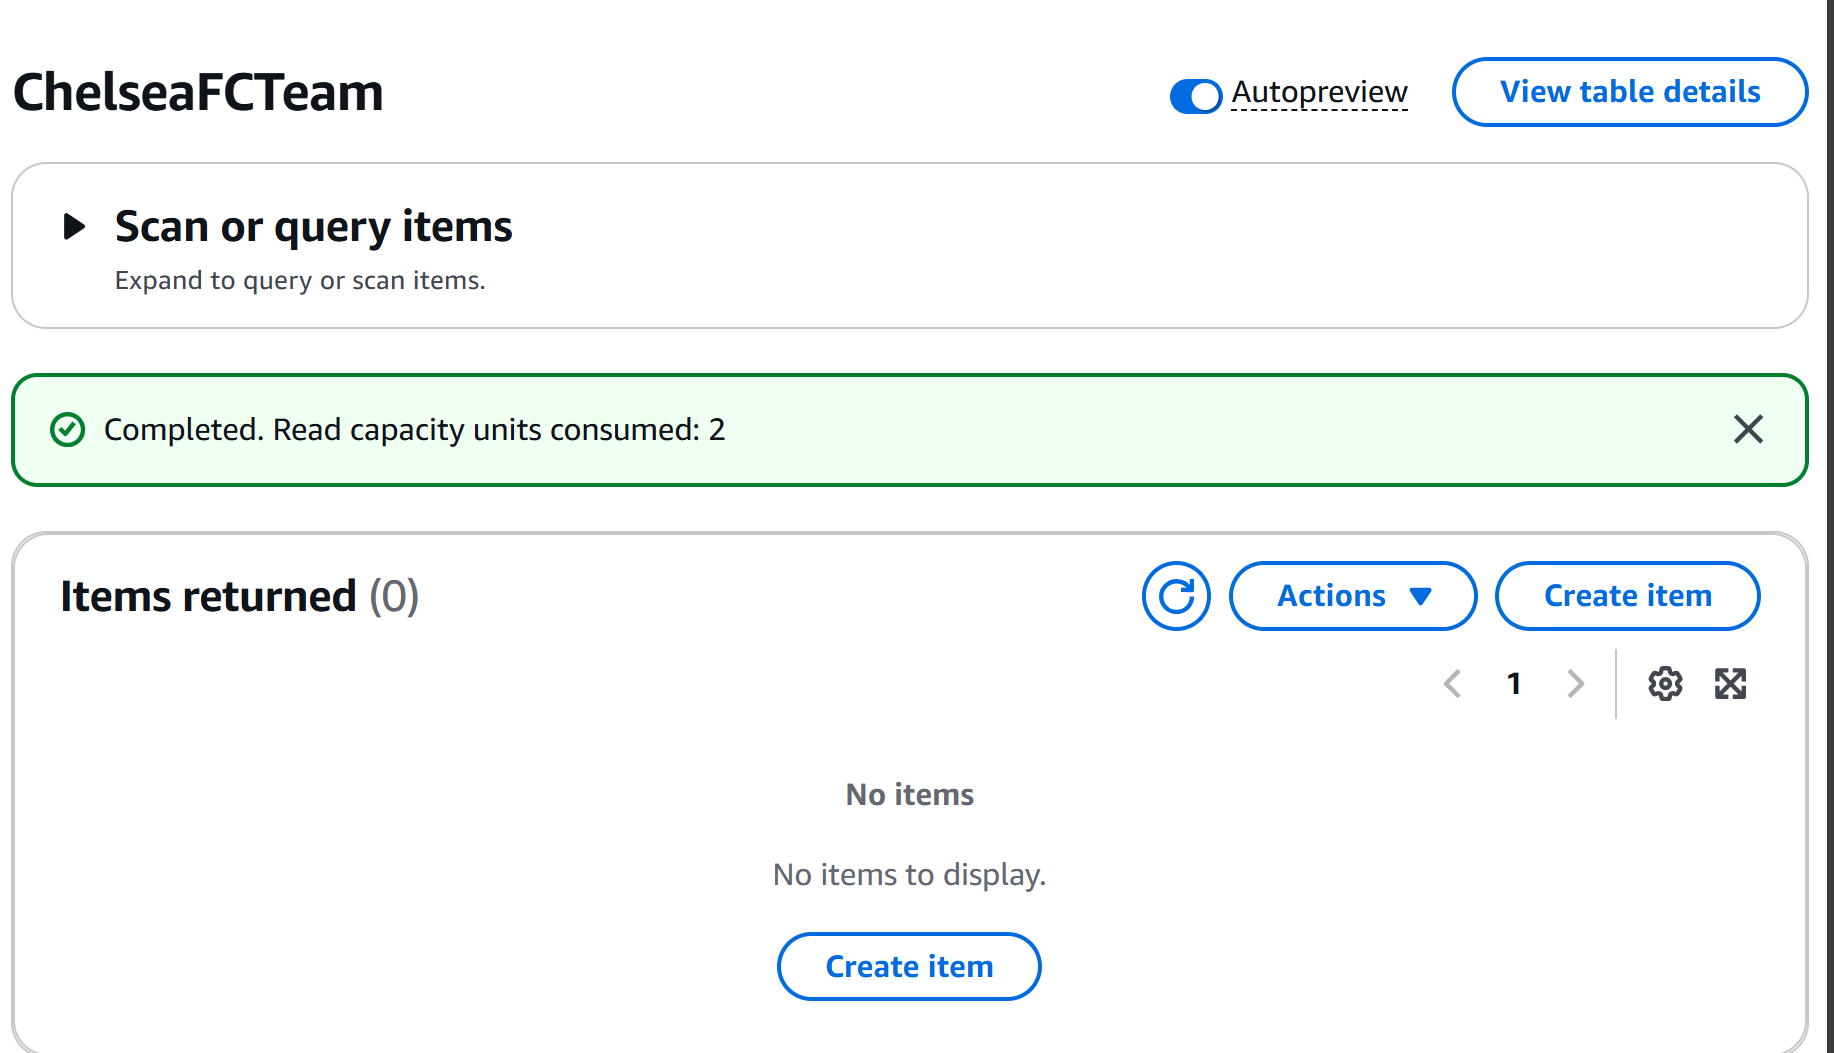 ChelseaFCTeam
Autopreview
View table details
Scan or query items
Expand to query or scan items.
Completed. Read capacity units consumed: 2
Items returned (0)
Actions
Create item
1
No items
No items to display.
Create item